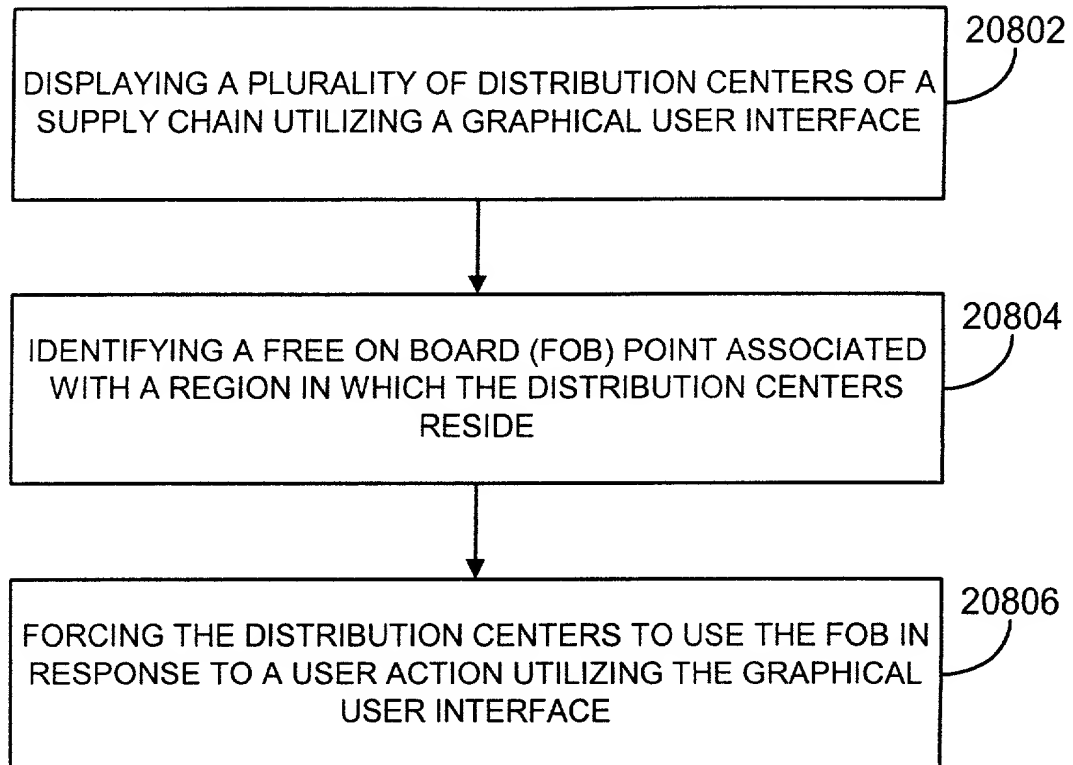 20802
DISPLAYING A PLURALITY OF DISTRIBUTION CENTERS OF A
SUPPLY CHAIN UTILIZING A GRAPHICAL USER INTERFACE
20804
IDENTIFYING A FREE ON BOARD (FOB) POINT ASSOCIATED
WITH A REGION IN WHICH THE DISTRIBUTION CENTERS
RESIDE
20806
FORCING THE DISTRIBUTION CENTERS TO USE THE FOB IN
RESPONSE TO A USER ACTION UTILIZING THE GRAPHICAL
USER INTERFACE